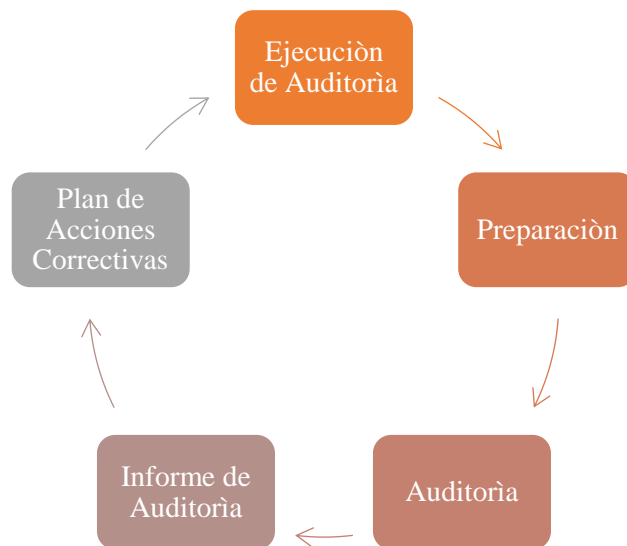 Ejecuciòn
de Auditorìa
Preparaciòn
Auditorìa
Informe de
Auditorìa
Plan de
Acciones
Correctivas